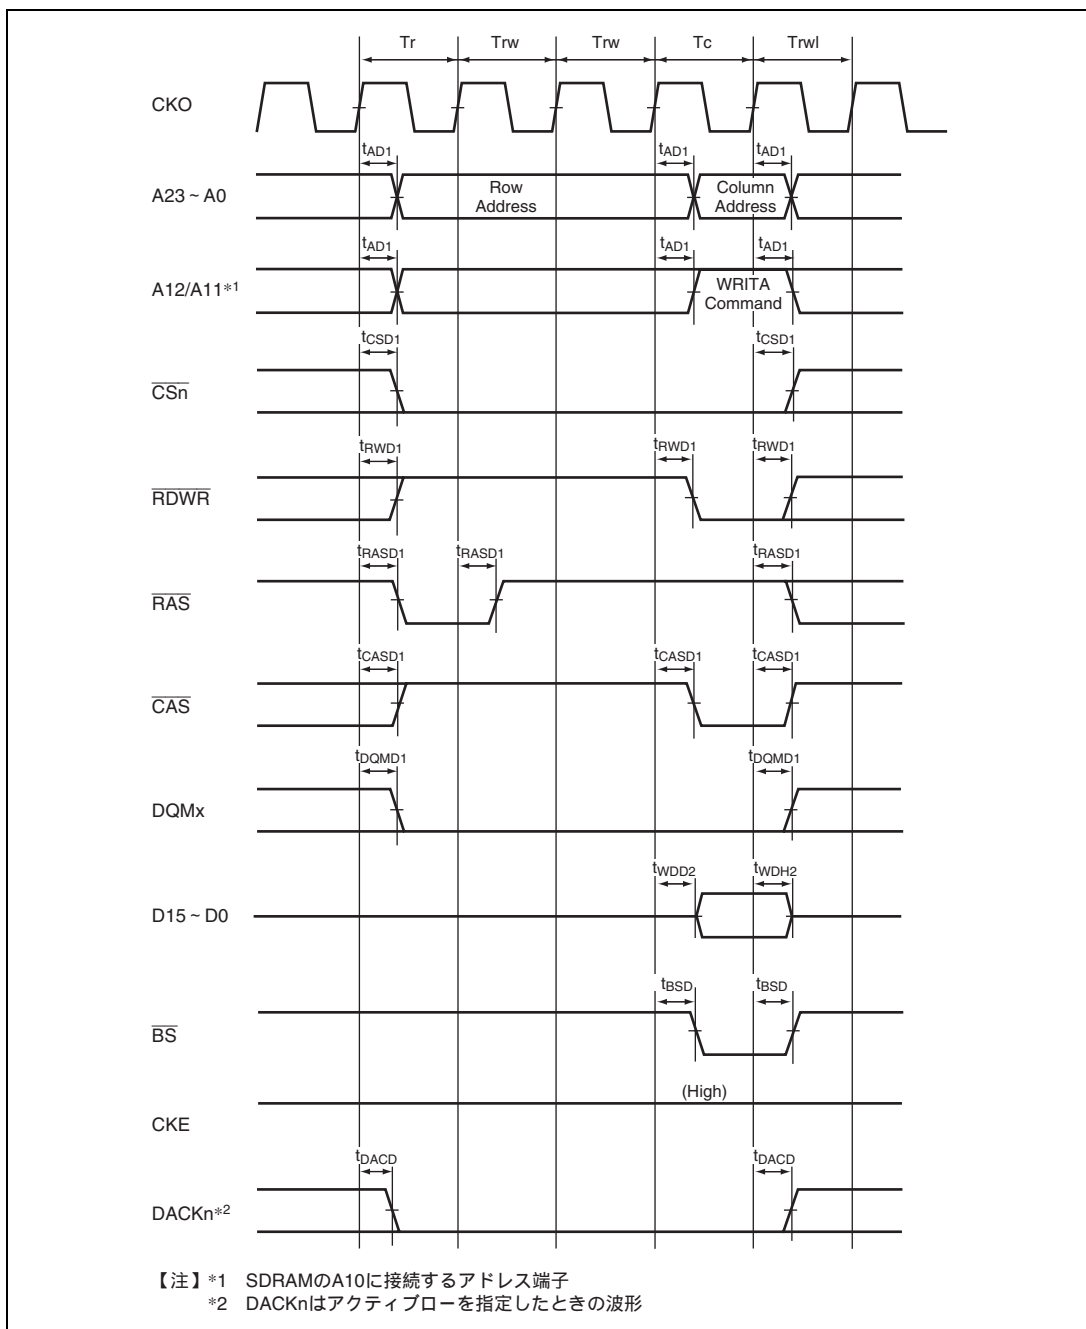 Tr Trw Trw Tc Trwl
CKO
tAD1 tAD1 tAD1
A23 ~ A0
Row
Address
Column
Address
tAD1 tAD1 tAD1
A12/A11*1
WRITA
Command
tCSD1 tCSD1
CSn
tRWD1 tRWD1 tRWD1
RDWR
tRASD1 tRASD1 tRASD1
RAS
tCASD1 tCASD1 tCASD1
CAS
tDQMD1 tDQMD1
DQMx
tWDD2 tWDH2
D15 ~ D0
tBSD tBSD
BS
(High)
CKE
tDACD tDACD
DACKn*2
【注】*1 SDRAMのA10に接続するアドレス端子
*2 DACKnはアクティブローを指定したときの波形